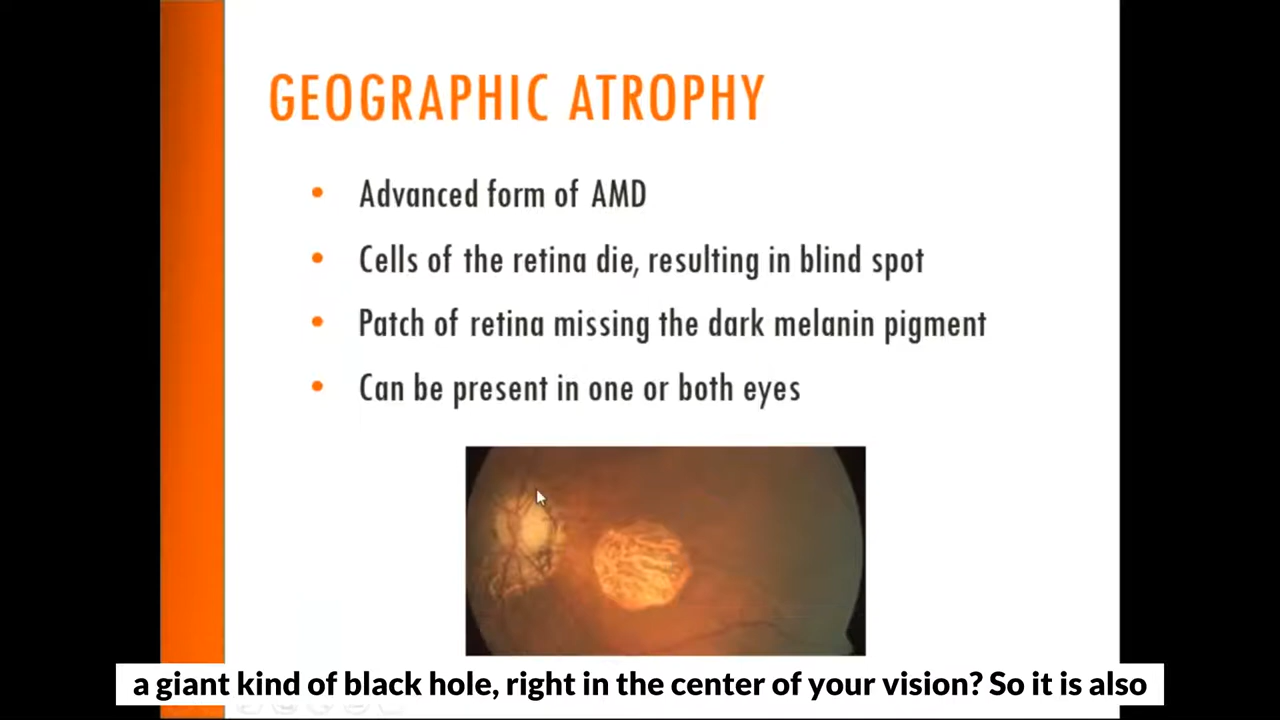 GEOGRAPHIC ATROPHY
• Advanced form of AMD
• Cells of the retina die, resulting in blind spot
• Patch of retina missing the dark melanin pigment
• Can be present in one or both eyes
a giant kind of black hole, right in the center of your vision? So it is also